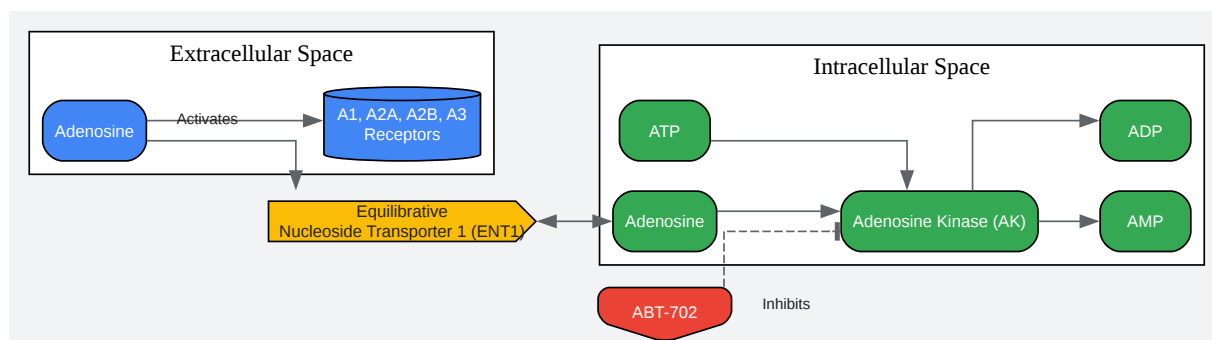 Extracellular Space
Adenosine
Activates
A1, A2A, A2B, A3
Receptors
Equilibrative
Nucleoside Transporter 1 (ENT1)
Intracellular Space
ATP
ADP
Adenosine
Adenosine Kinase (AK)
AMP
ABT-702
Inhibits